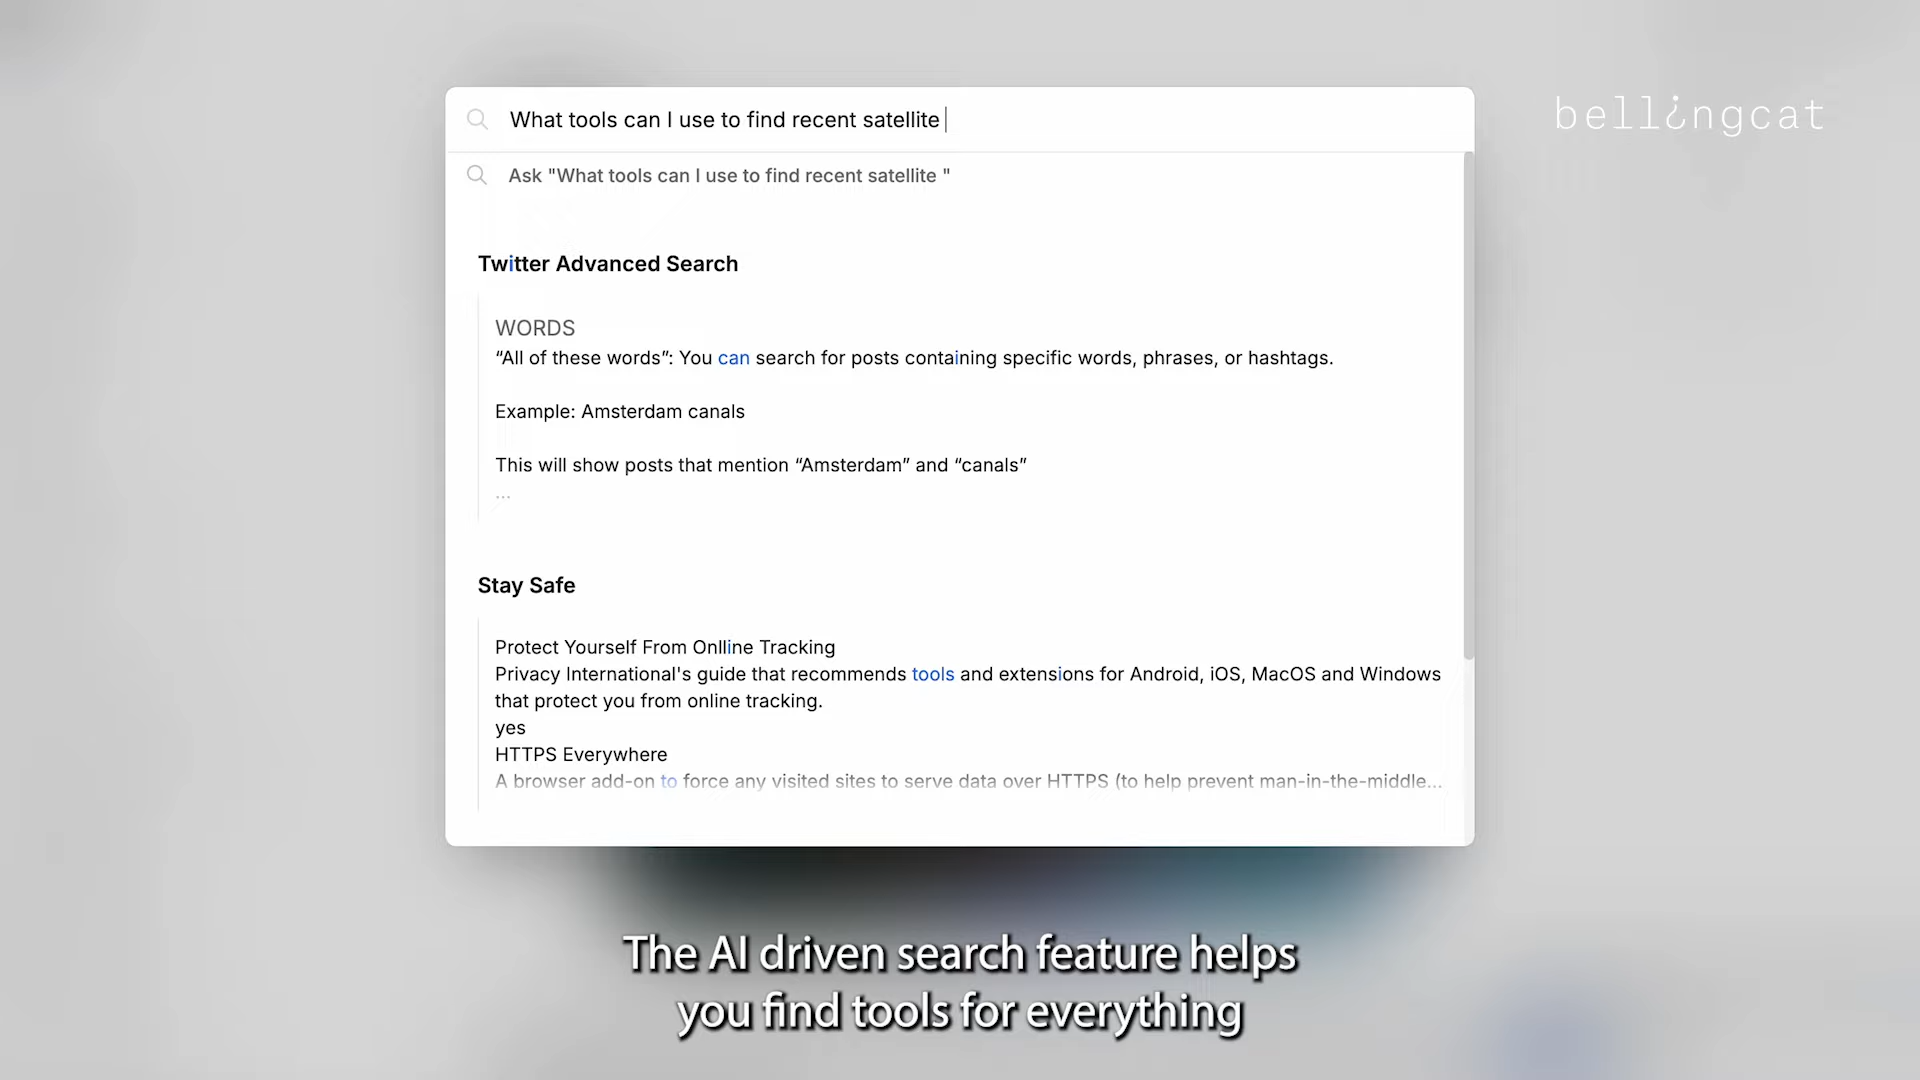 bellingcat
What tools can I use to find recent satellite
Ask "What tools can I use to find recent satellite "
Twitter Advanced Search
WORDS
“All of these words”: You can search for posts containing specific words, phrases, or hashtags.
Example: Amsterdam canals
This will show posts that mention “Amsterdam” and “canals”
...
Stay Safe
Protect Yourself From Onlline Tracking
Privacy International's guide that recommends tools and extensions for Android, iOS, MacOS and Windows
that protect you from online tracking.
yes
HTTPS Everywhere
A browser add-on to force any visited sites to serve data over HTTPS (to help prevent man-in-the-middle...
The AI driven search feature helps
you find tools for everything